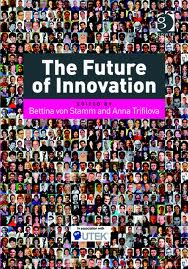 The Future
of Innovation
EDITED BY
Bettina von Stamm and Anna Trifilova
In association with
UTEK